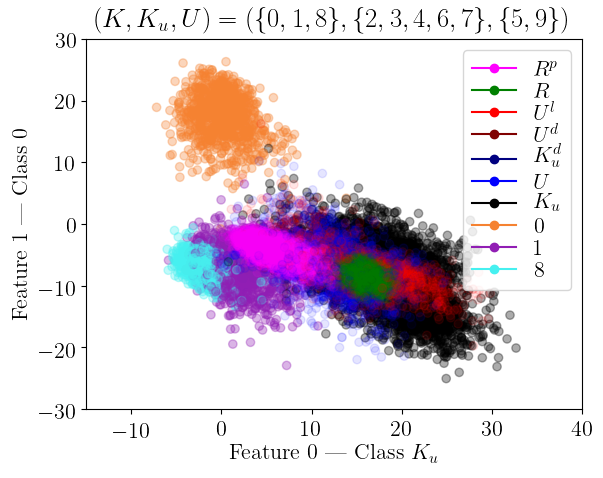 (K, K_u, U) = ({0, 1, 8}, {2, 3, 4, 6, 7}, {5, 9})
30
20
10
0
−10
−20
−30
Feature 1 — Class 0
R^p
R
U^l
U^d
K_u^d
U
K_u
0
1
8
−10
0
10
20
30
40
Feature 0 — Class K_u